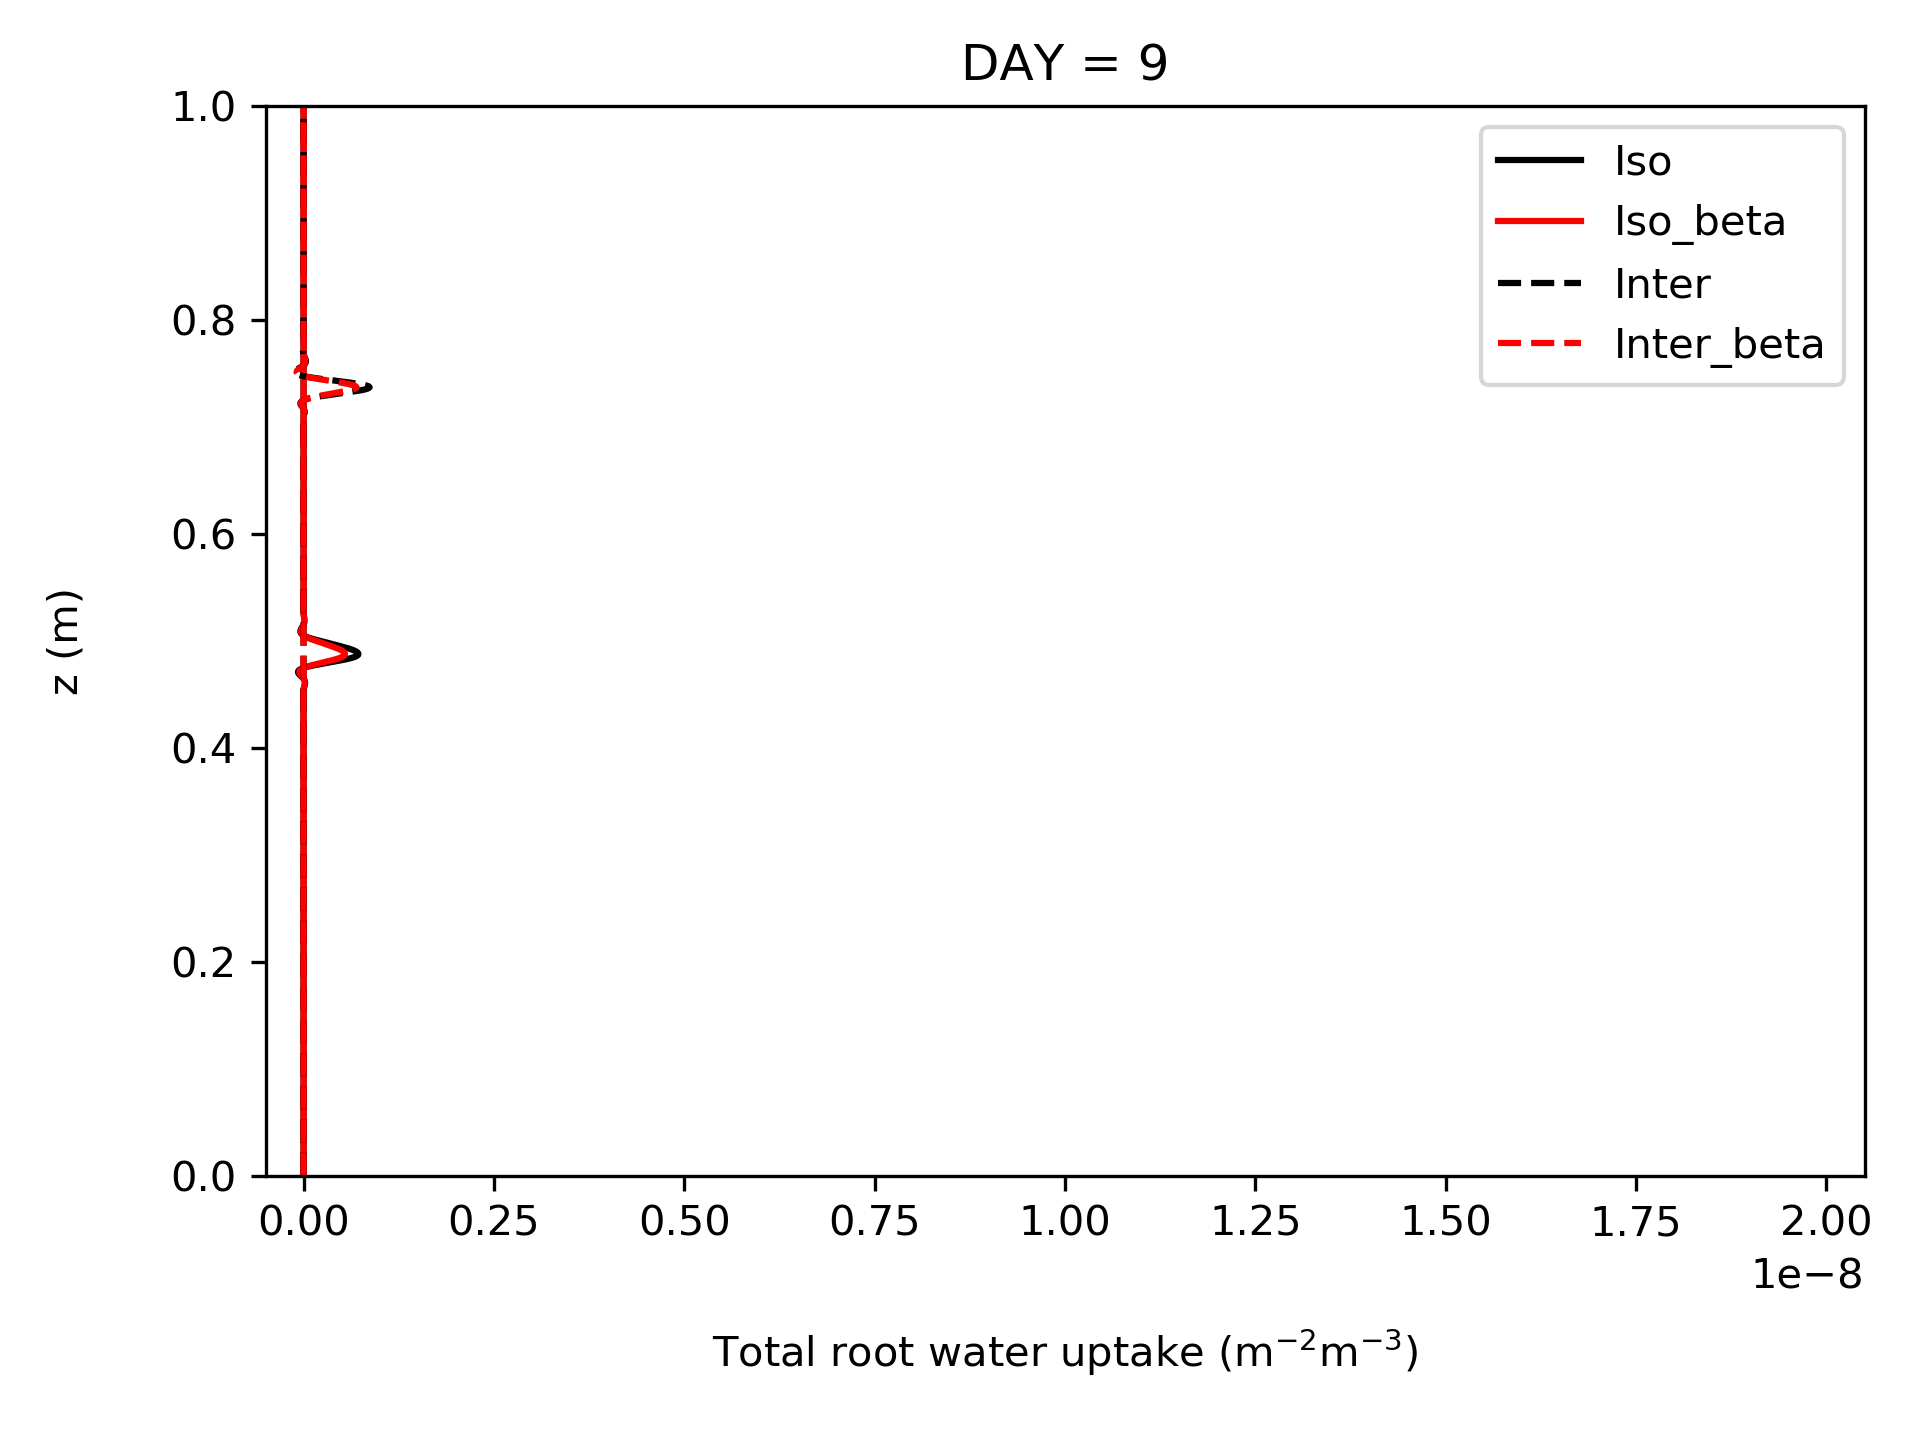 DAY = 9
1.0
0.8
0.6
0.4
0.2
0.0
z (m)
Iso
Iso_beta
Inter
Inter_beta
0.00 0.25 0.50 0.75 1.00 1.25 1.50 1.75 2.00
1e−8
Total root water uptake (m⁻²m⁻³)